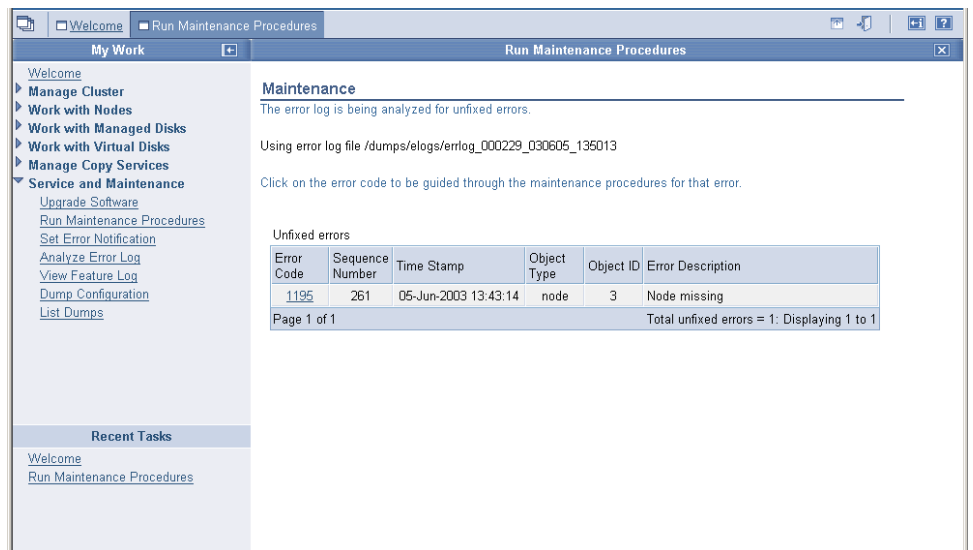 Welcome
Run Maintenance Procedures
My Work
Run Maintenance Procedures
Welcome
Manage Cluster
Work with Nodes
Work with Managed Disks
Work with Virtual Disks
Manage Copy Services
Service and Maintenance
Upgrade Software
Run Maintenance Procedures
Set Error Notification
Analyze Error Log
View Feature Log
Dump Configuration
List Dumps
Recent Tasks
Welcome
Run Maintenance Procedures
Maintenance
The error log is being analyzed for unfixed errors.
Using error log file /dumps/elogs/errlog_000229_030605_135013
Click on the error code to be guided through the maintenance procedures for that error.
Unfixed errors
Error Code Sequence Number Time Stamp Object Type Object ID Error Description
1195 261 05-Jun-2003 13:43:14 node 3 Node missing
Page 1 of 1 Total unfixed errors = 1: Displaying 1 to 1